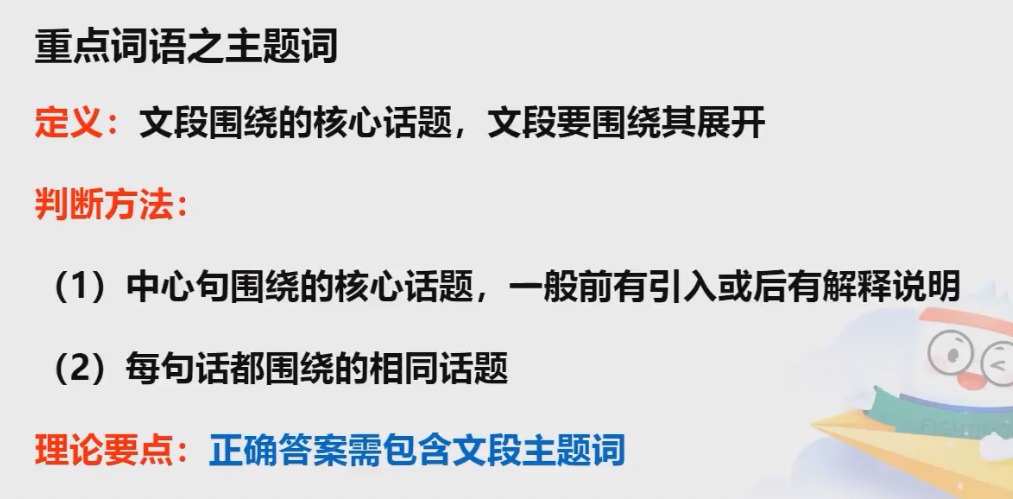 重点词语之主题词
定义：文段围绕的核心话题，文段要围绕其展开
判断方法：
（1）中心句围绕的核心话题，一般前有引入或后有解释说明
（2）每句话都围绕的相同话题
理论要点：正确答案需包含文段主题词